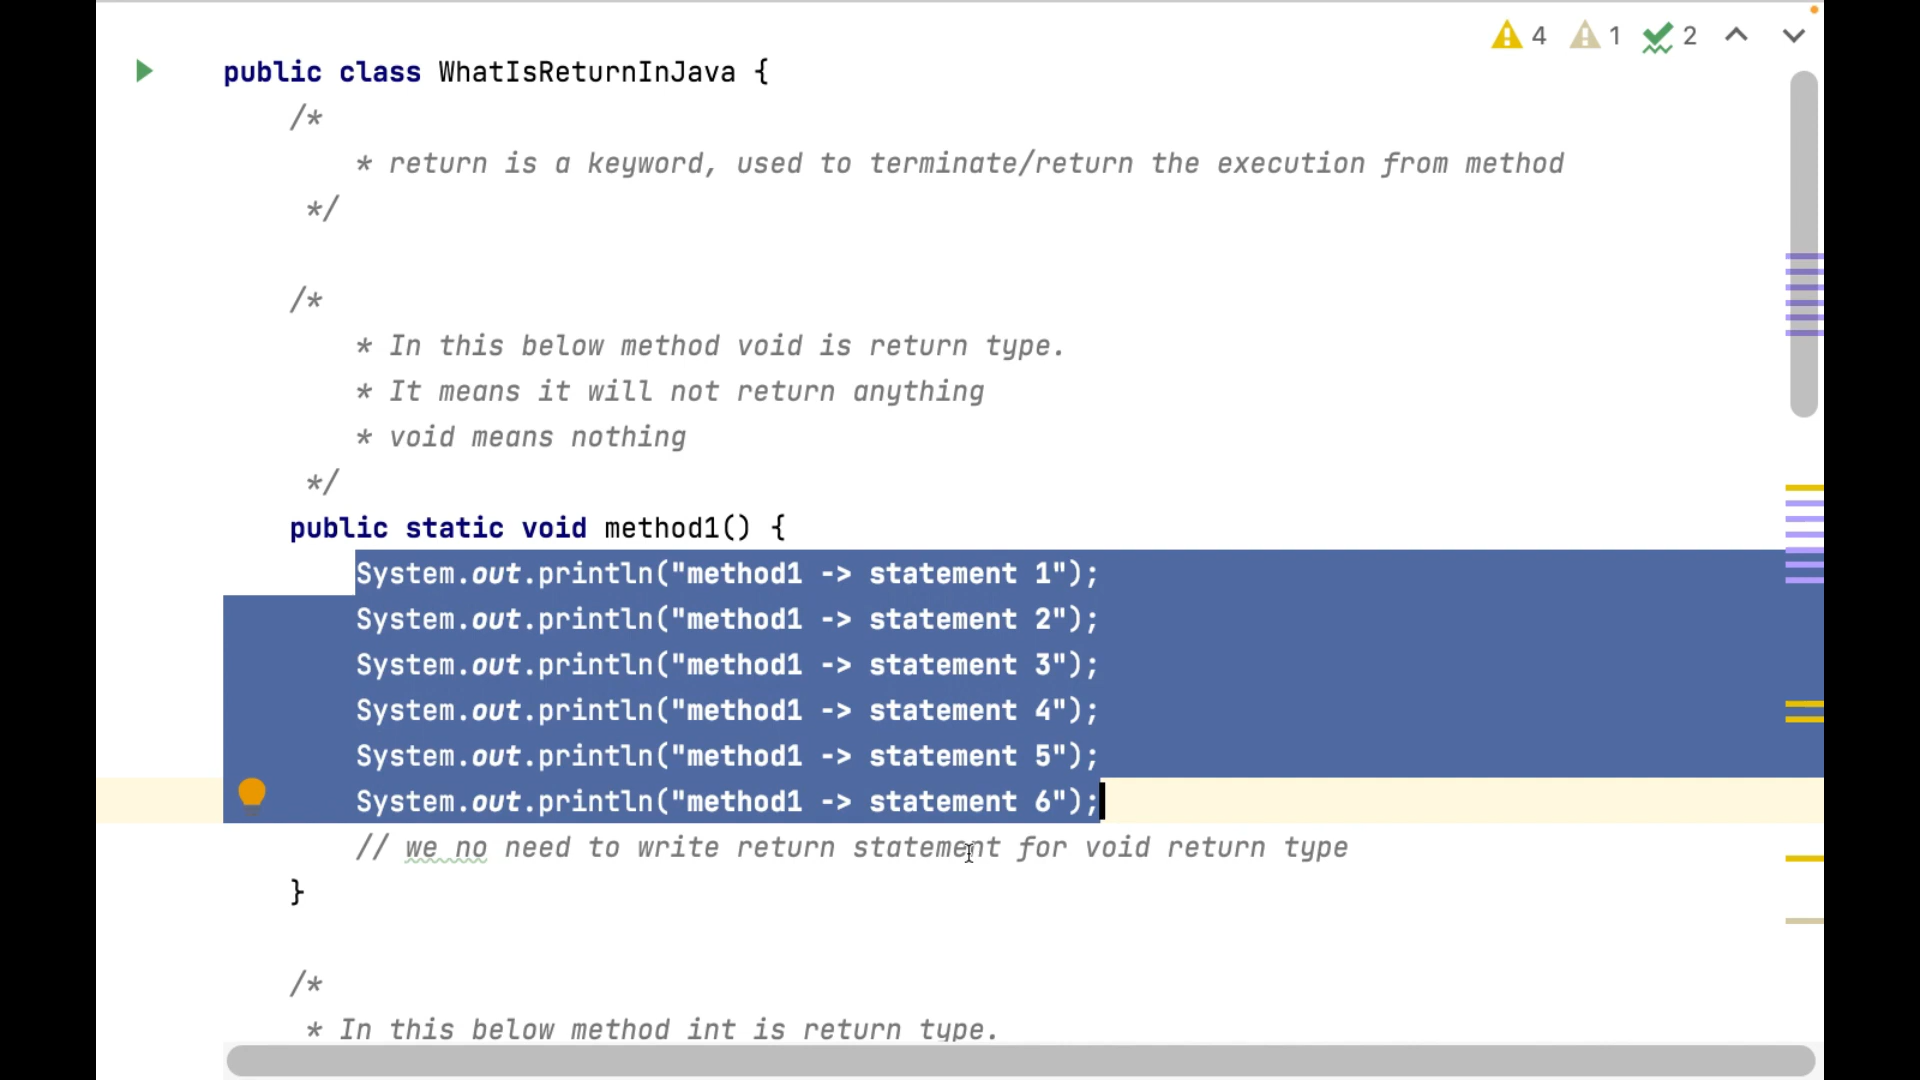 4 1 2
public class WhatIsReturnInJava {
/*
* return is a keyword, used to terminate/return the execution from method
*/
/*
* In this below method void is return type.
* It means it will not return anything
* void means nothing
*/
public static void method1() {
System.out.println("method1 -> statement 1");
System.out.println("method1 -> statement 2");
System.out.println("method1 -> statement 3");
System.out.println("method1 -> statement 4");
System.out.println("method1 -> statement 5");
System.out.println("method1 -> statement 6");
// we no need to write return statement for void return type
}
/*
* In this below method int is return type.